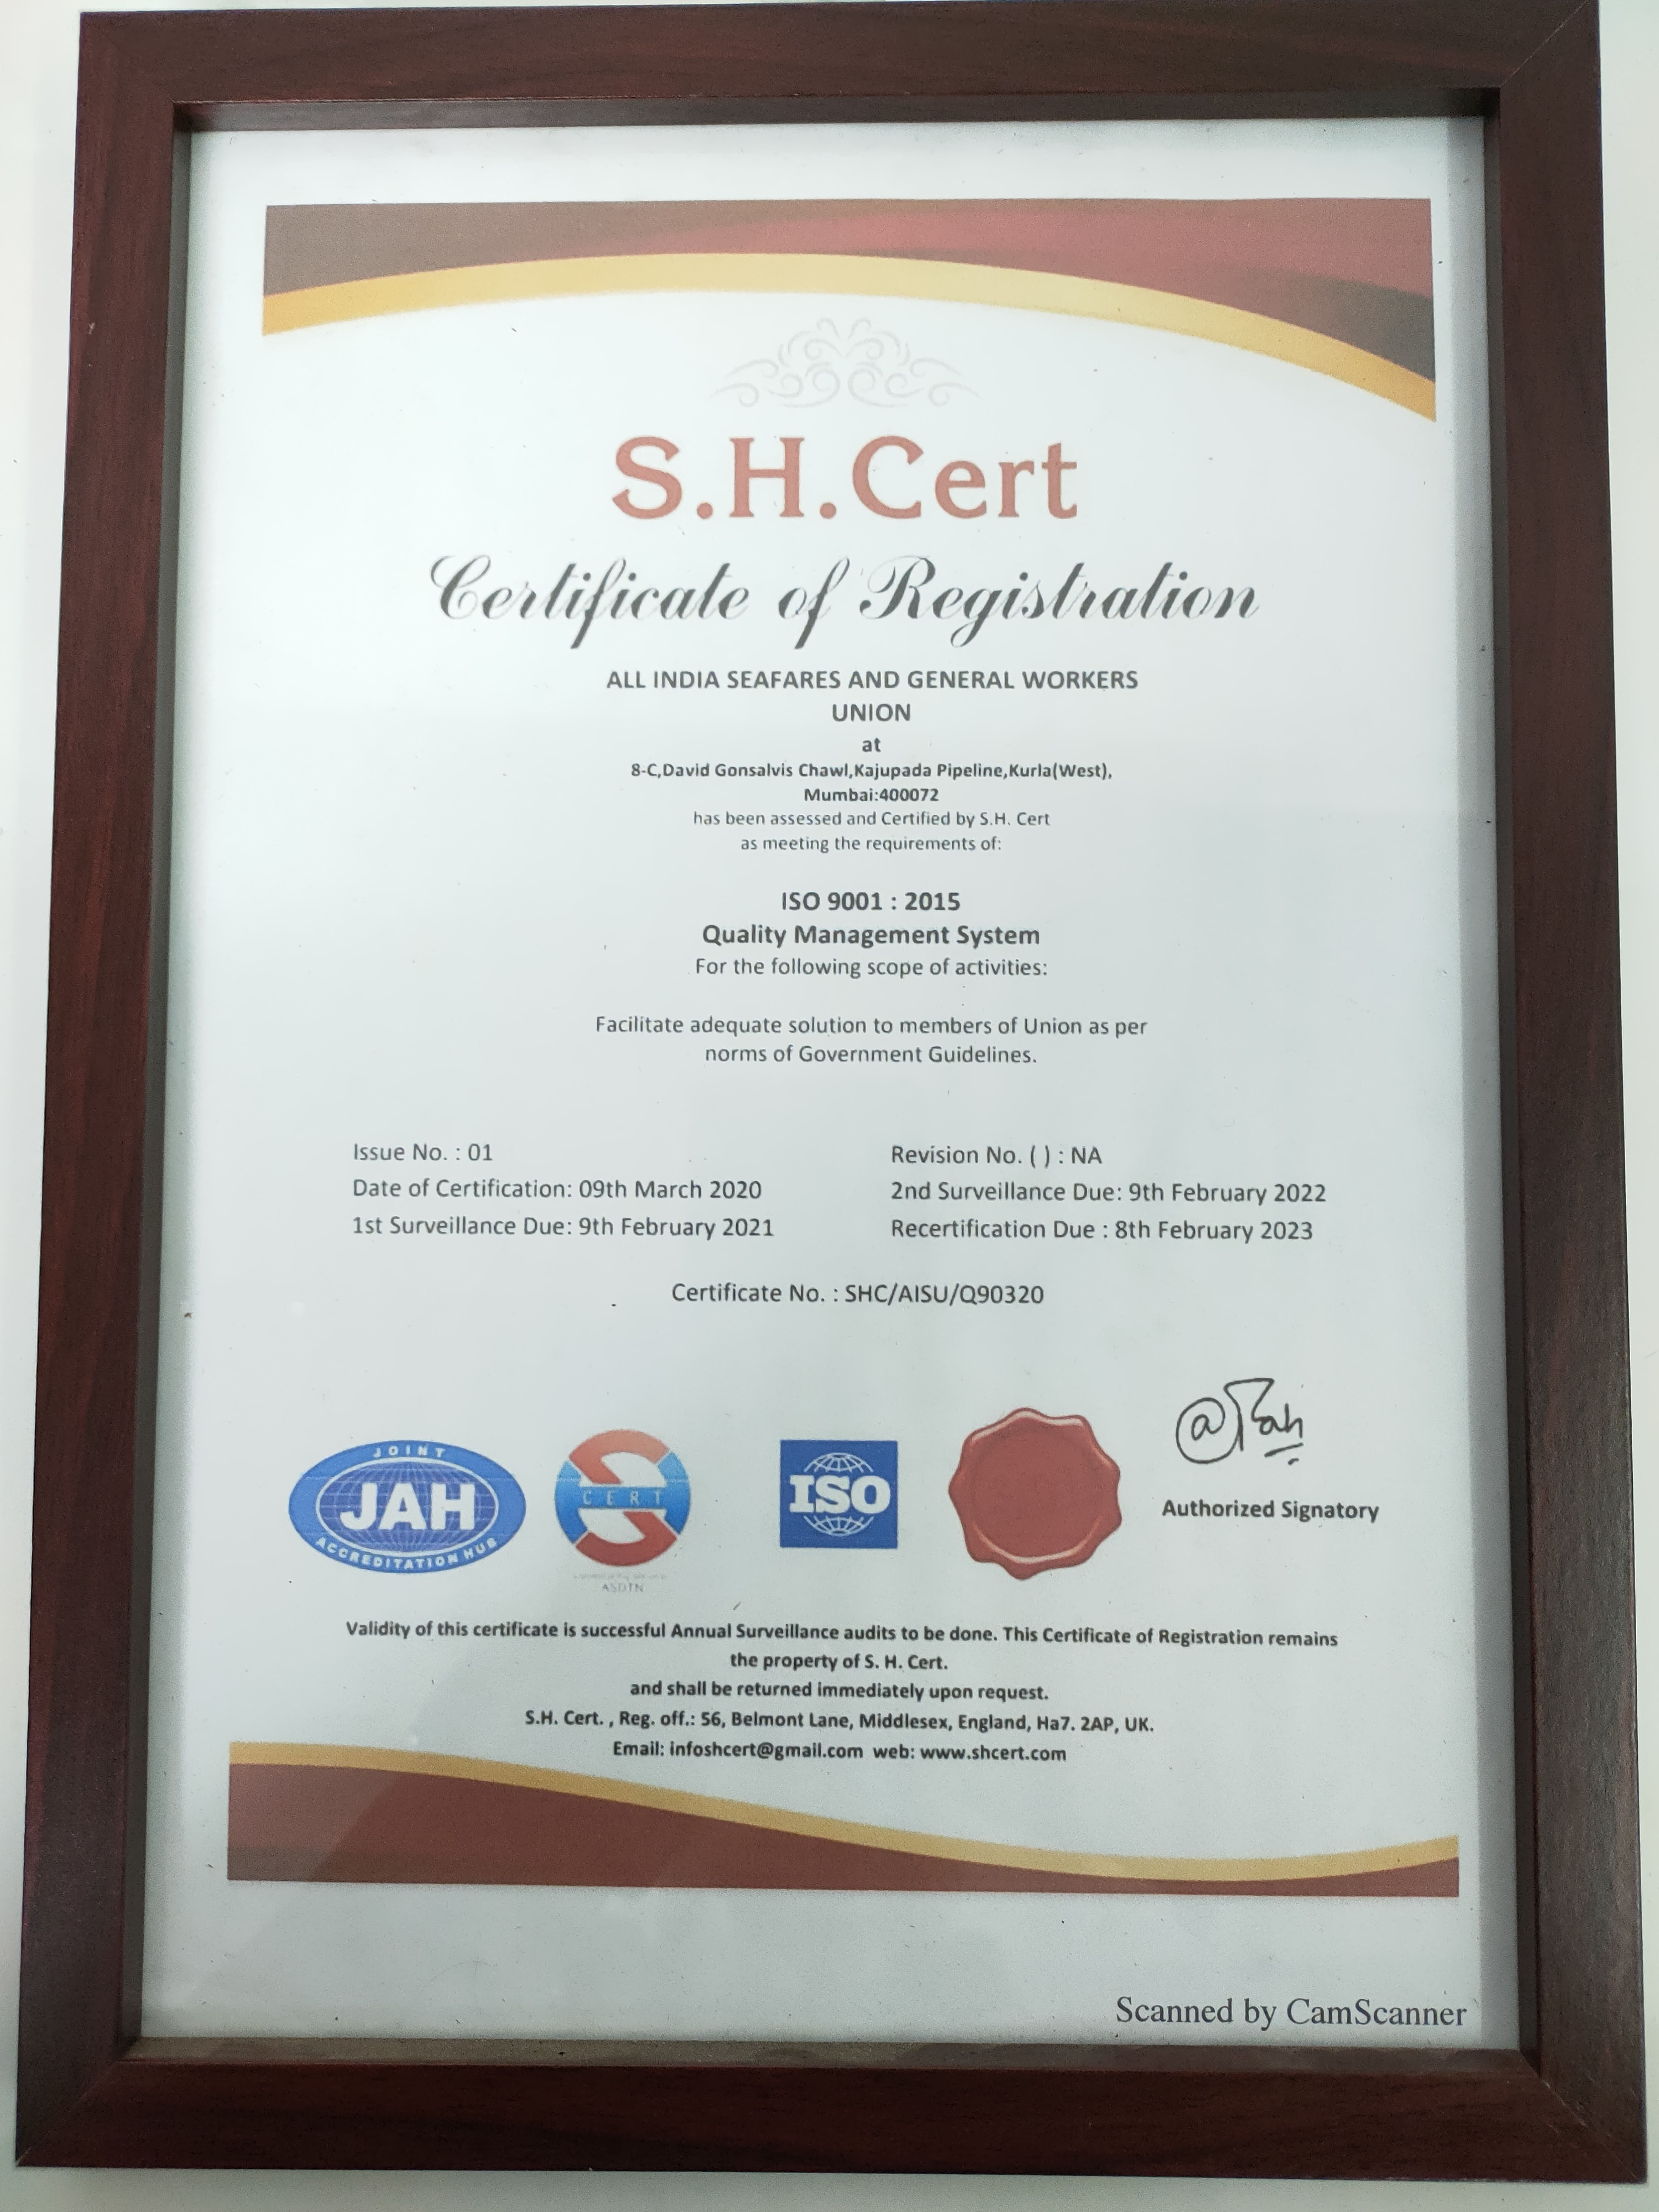 S.H.Cert
Certificate of Registration
ALL INDIA SEAFARES AND GENERAL WORKERS
UNION
at
8-C,David Gonsalvis Chawl,Kajupada Pipeline,Kurla(West),
Mumbai:400072
has been assessed and Certified by S.H. Cert
as meeting the requirements of:
ISO 9001 : 2015
Quality Management System
For the following scope of activities:
Facilitate adequate solution to members of Union as per
norms of Government Guidelines.
Issue No. : 01
Revision No. ( ) : NA
Date of Certification: 09th March 2020
2nd Surveillance Due: 9th February 2022
1st Surveillance Due: 9th February 2021
Recertification Due : 8th February 2023
Certificate No. : SHC/AISU/Q90320
JOINT
JAH
ACCREDITATION HUB
CERT
ASDTN
ISO
Authorized Signatory
Validity of this certificate is successful Annual Surveillance audits to be done. This Certificate of Registration remains
the property of S. H. Cert.
and shall be returned immediately upon request.
S.H. Cert. , Reg. off.: 56, Belmont Lane, Middlesex, England, Ha7. 2AP, UK.
Email: infoshcert@gmail.com web: www.shcert.com
Scanned by CamScanner